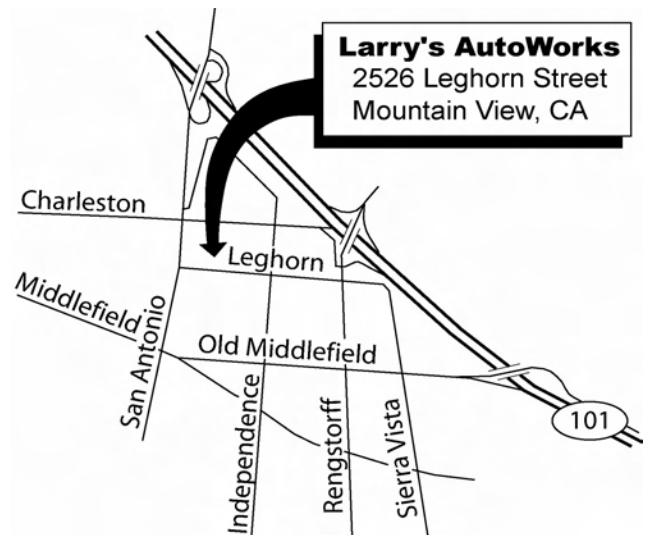 Larry's AutoWorks
2526 Leghorn Street
Mountain View, CA
Charleston
Leghorn
Middlefield
San Antonio
Old Middlefield
Independence
Rengstorff
Sierra Vista
101